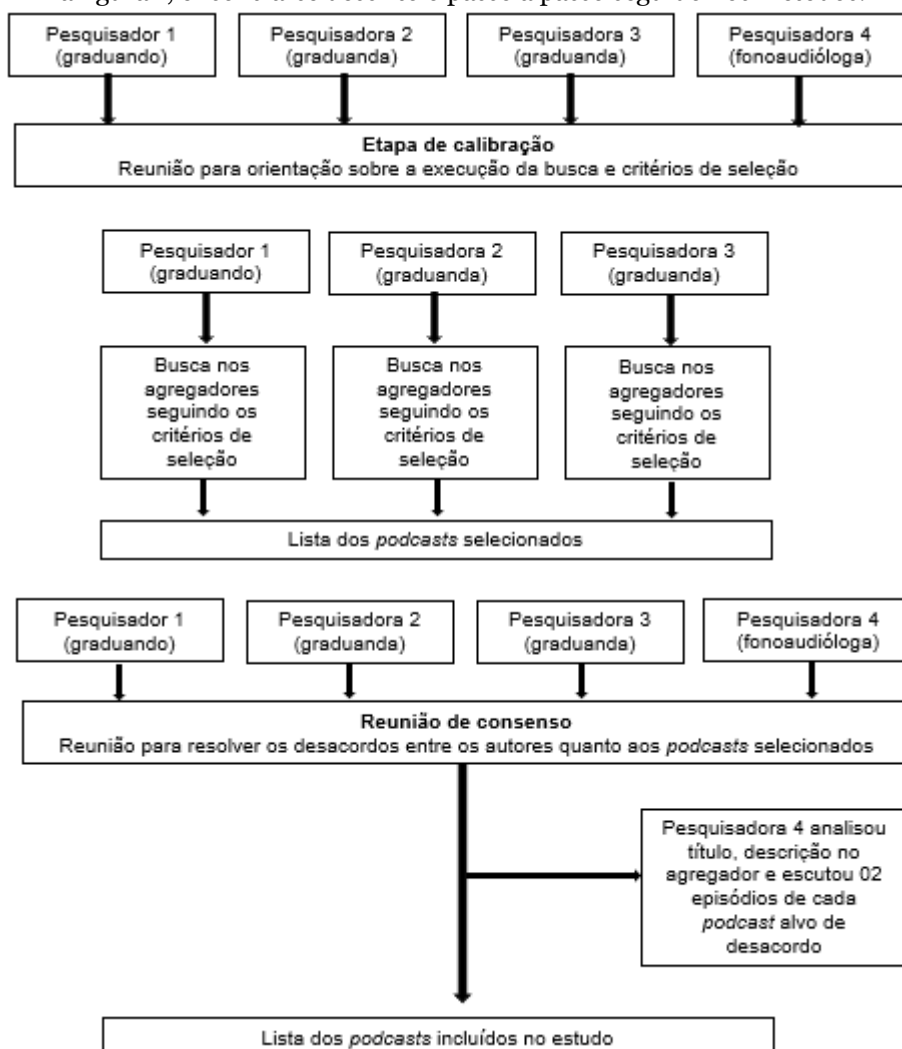 Pesquisador 1
(graduando)
Pesquisadora 2
(graduanda)
Pesquisadora 3
(graduanda)
Pesquisadora 4
(fonoaudióloga)
Etapa de calibração
Reunião para orientação sobre a execução da busca e critérios de seleção
Pesquisador 1
(graduando)
Pesquisadora 2
(graduanda)
Pesquisadora 3
(graduanda)
Busca nos
agregadores
seguindo os
critérios de
seleção
Busca nos
agregadores
seguindo os
critérios de
seleção
Busca nos
agregadores
seguindo os
critérios de
seleção
Lista dos podcasts selecionados
Pesquisador 1
(graduando)
Pesquisadora 2
(graduanda)
Pesquisadora 3
(graduanda)
Pesquisadora 4
(fonoaudióloga)
Reunião de consenso
Reunião para resolver os desacordos entre os autores quanto aos podcasts selecionados
Pesquisadora 4 analisou
título, descrição no
agregador e escutou 02
episódios de cada
podcast alvo de
desacordo
Lista dos podcasts incluídos no estudo